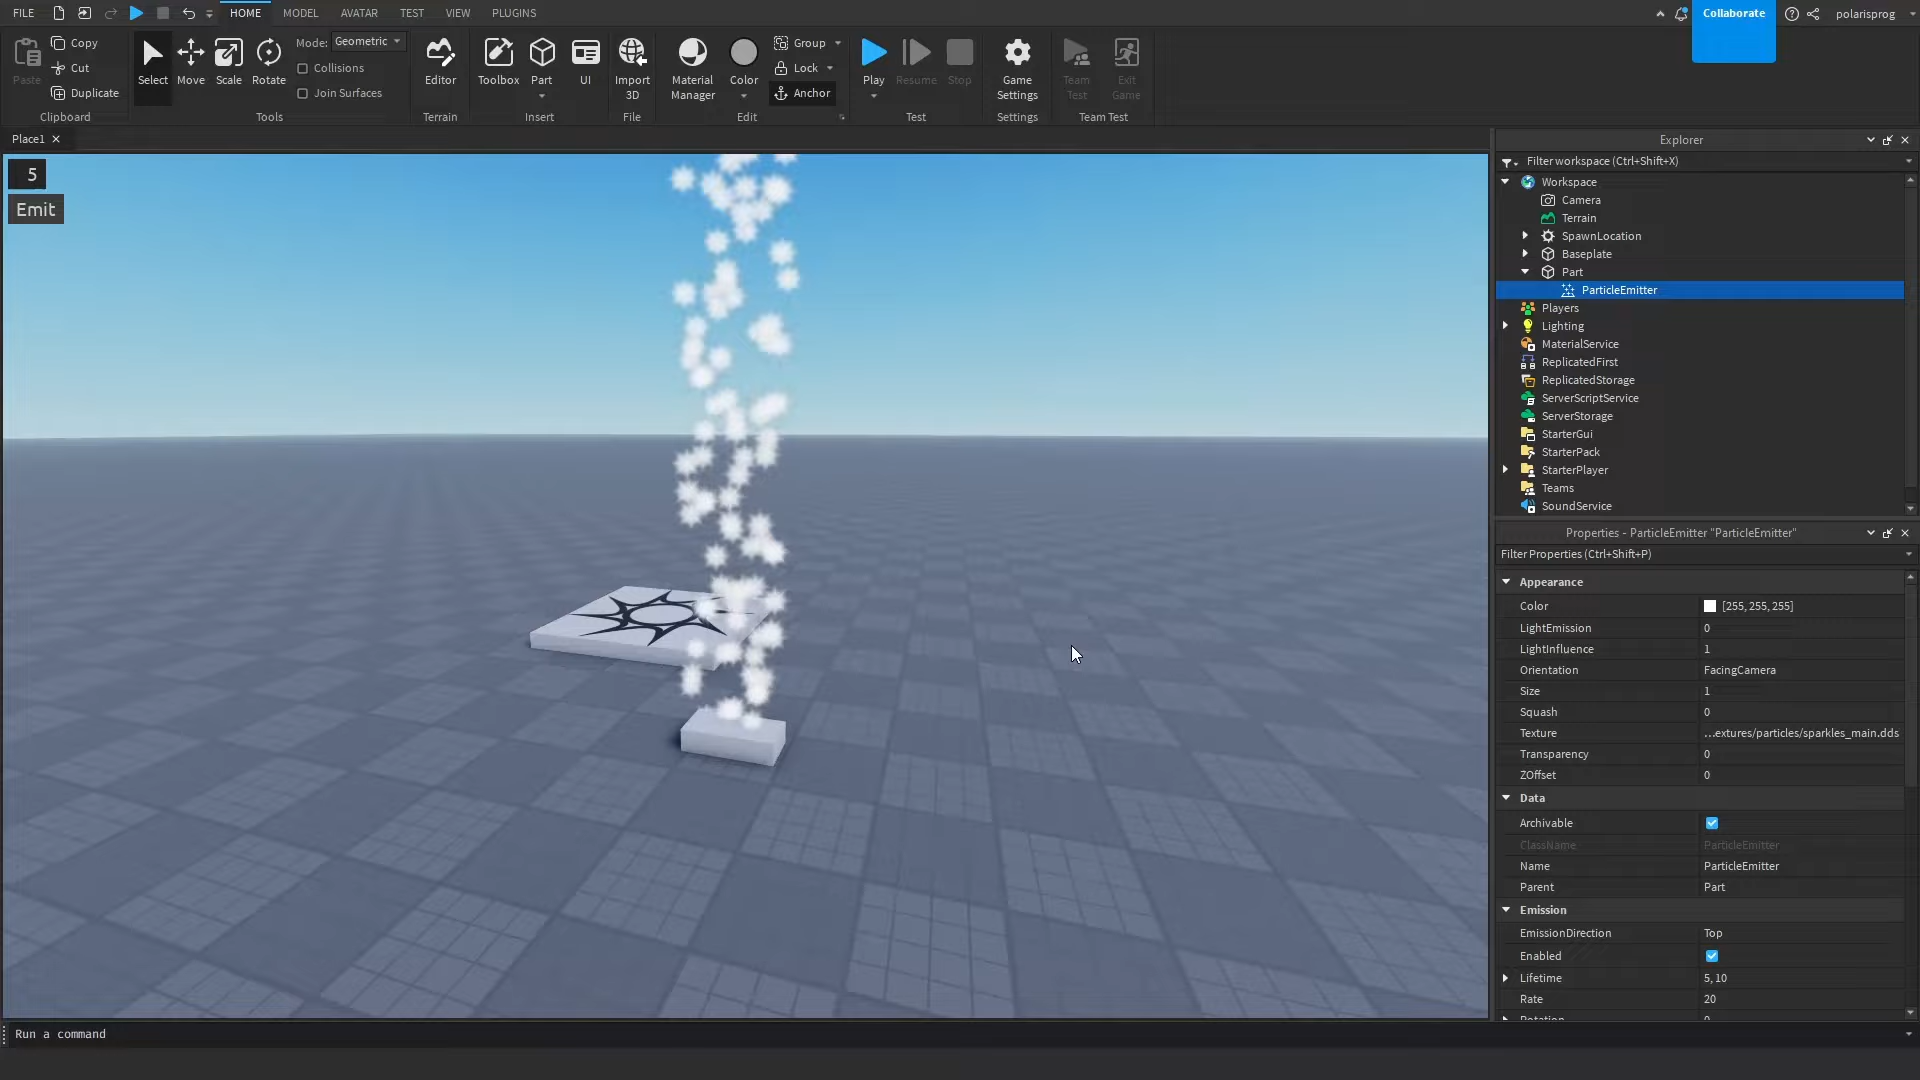 FILE HOME MODEL AVATAR TEST VIEW PLUGINS Collaborate polarisprog
Paste Copy Cut Duplicate Clipboard
Select Move Scale Rotate Mode: Geometric Collisions Join Surfaces Tools
Editor Terrain
Toolbox Part UI Insert
Import 3D File
Material Manager Color Group Lock Anchor Edit
Play Resume Stop Test
Game Settings Settings
Team Test Exit Game Team Test
Place1
5
Emit
Explorer
Filter workspace (Ctrl+Shift+X)
Workspace
Camera
Terrain
SpawnLocation
Baseplate
Part
ParticleEmitter
Players
Lighting
MaterialService
ReplicatedFirst
ReplicatedStorage
ServerScriptService
ServerStorage
StarterGui
StarterPack
StarterPlayer
Teams
SoundService
Properties - ParticleEmitter "ParticleEmitter"
Filter Properties (Ctrl+Shift+P)
Appearance
Color [255, 255, 255]
LightEmission 0
LightInfluence 1
Orientation FacingCamera
Size 1
Squash 0
Texture ...extures/particles/sparkles_main.dds
Transparency 0
ZOffset 0
Data
Archivable
ClassName ParticleEmitter
Name ParticleEmitter
Parent Part
Emission
EmissionDirection Top
Enabled
Lifetime 5, 10
Rate 20
Rotation 0
Run a command